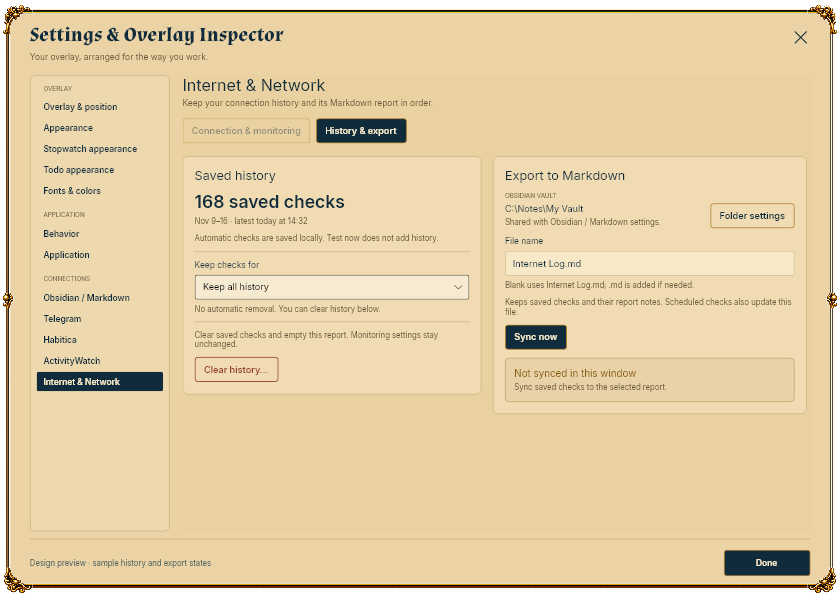 Settings & Overlay Inspector
Your overlay, arranged for the way you work.
OVERLAY
Overlay & position
Appearance
Stopwatch appearance
Todo appearance
Fonts & colors
APPLICATION
Behavior
Application
CONNECTIONS
Obsidian / Markdown
Telegram
Habitica
ActivityWatch
Internet & Network
Internet & Network
Keep your connection history and its Markdown report in order.
Connection & monitoring
History & export
Saved history
168 saved checks
Nov 9–16 · latest today at 14:32
Automatic checks are saved locally. Test now does not add history.
Keep checks for
Keep all history
No automatic removal. You can clear history below.
Clear saved checks and empty this report. Monitoring settings stay
unchanged.
Clear history...
Export to Markdown
OBSIDIAN VAULT
C:\Notes\My Vault
Shared with Obsidian / Markdown settings.
Folder settings
File name
Internet Log.md
Blank uses Internet Log.md; .md is added if needed.
Keeps saved checks and their report notes. Scheduled checks also update this
file.
Sync now
Not synced in this window
Sync saved checks to the selected report.
Design preview · sample history and export states
Done